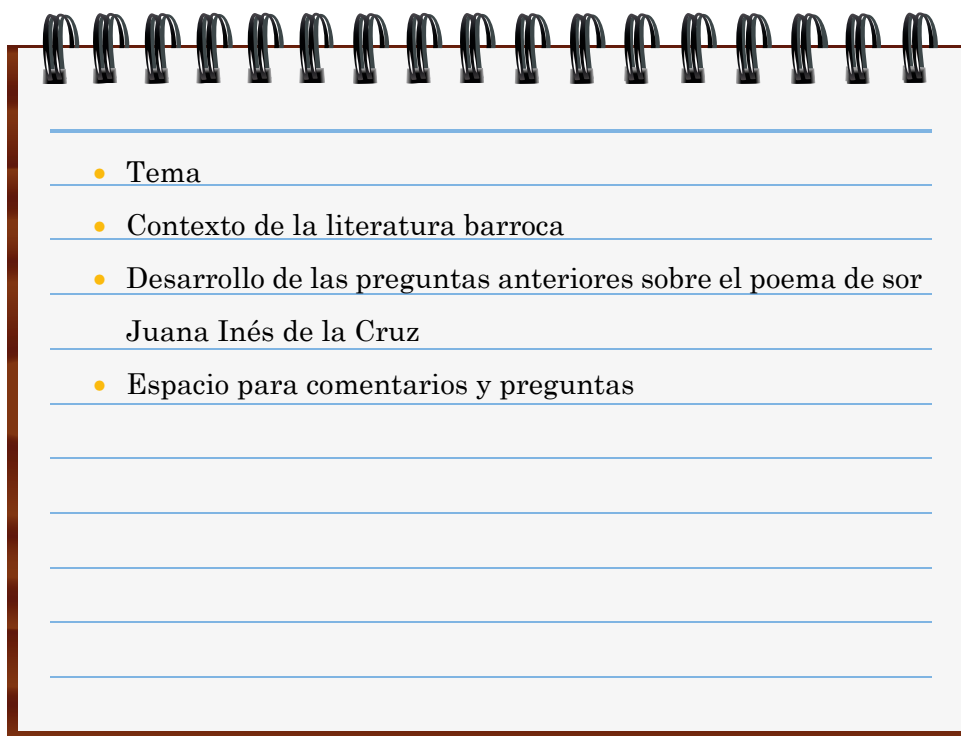 • Tema
• Contexto de la literatura barroca
• Desarrollo de las preguntas anteriores sobre el poema de sor
Juana Inés de la Cruz
• Espacio para comentarios y preguntas